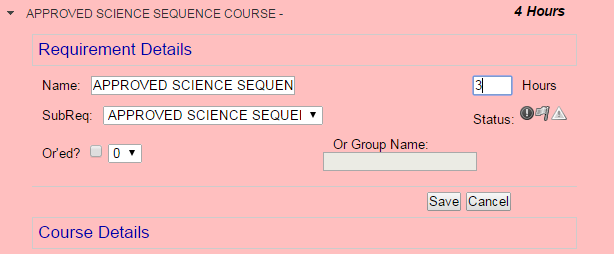 APPROVED SCIENCE SEQUENCE COURSE - 4 Hours
Requirement Details
Name: APPROVED SCIENCE SEQUEN 3 Hours
SubReq: APPROVED SCIENCE SEQUEI Status:
Or'ed? 0 Or Group Name:
Save Cancel
Course Details